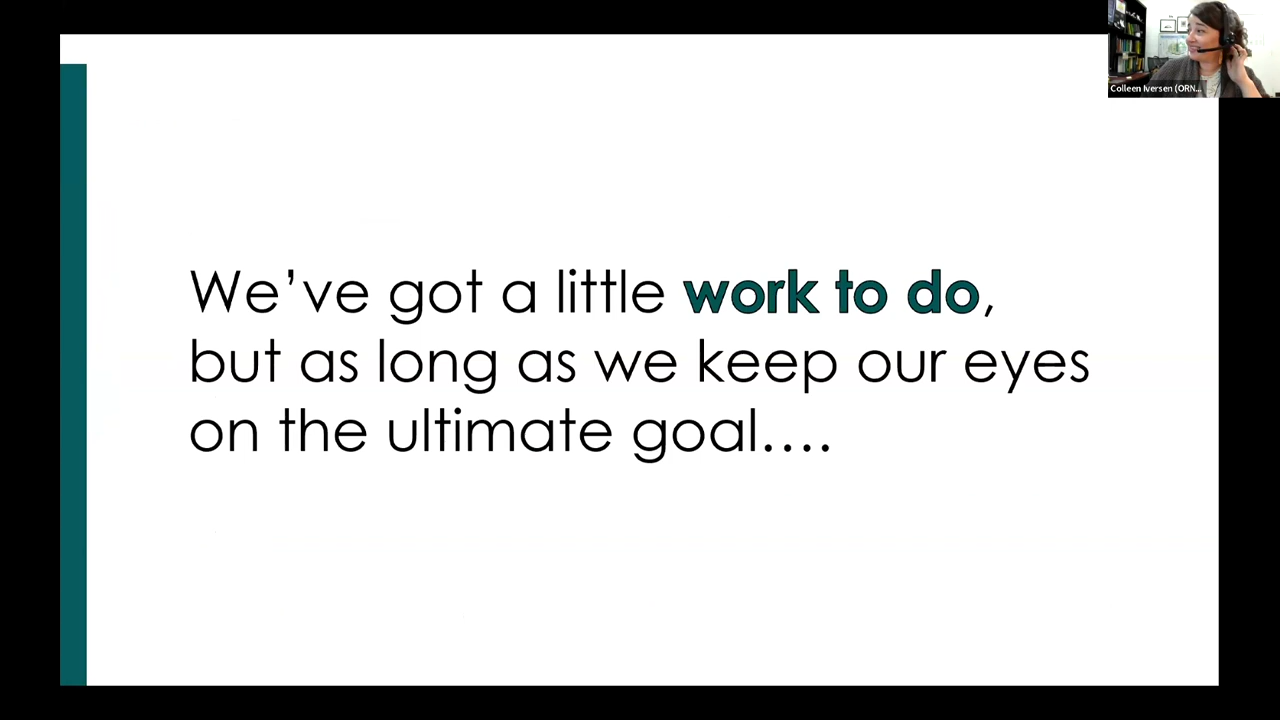 Colleen Iversen (ORN...
We’ve got a little work to do,
but as long as we keep our eyes
on the ultimate goal….